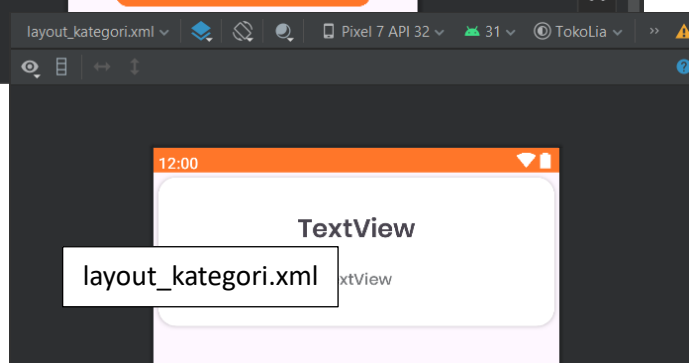 layout_kategori.xml Pixel 7 API 32 31 TokoLia
12:00
TextView
xtView
layout_kategori.xml